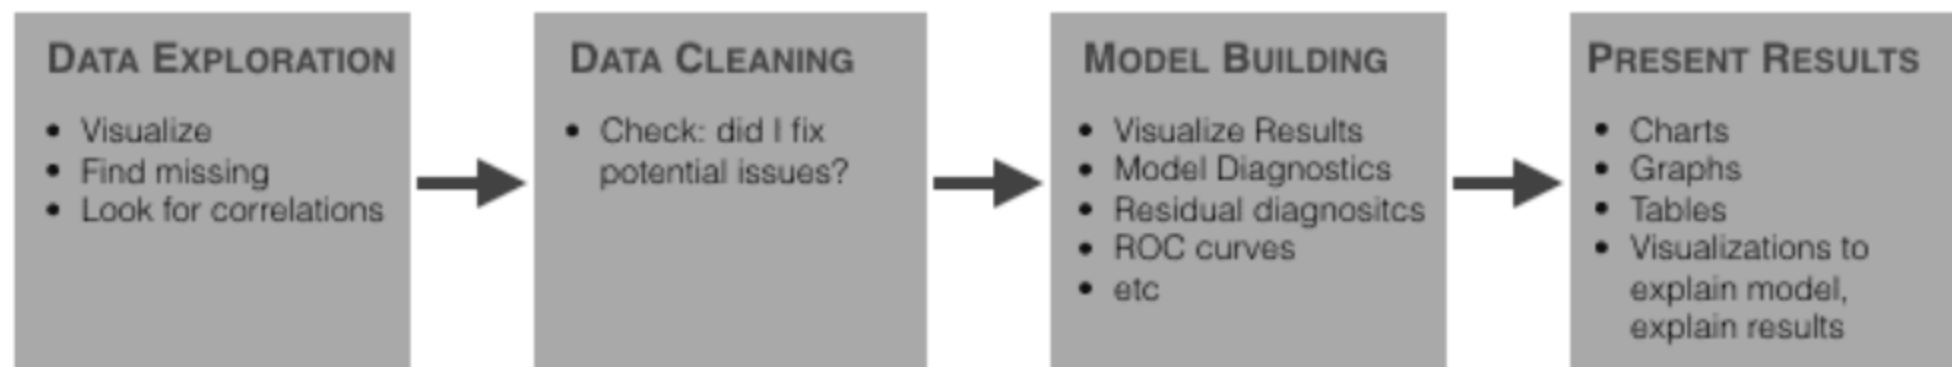 DATA EXPLORATION
• Visualize
• Find missing
• Look for correlations
DATA CLEANING
• Check: did I fix
potential issues?
MODEL BUILDING
• Visualize Results
• Model Diagnostics
• Residual diagnositcs
• ROC curves
• etc
PRESENT RESULTS
• Charts
• Graphs
• Tables
• Visualizations to
explain model,
explain results